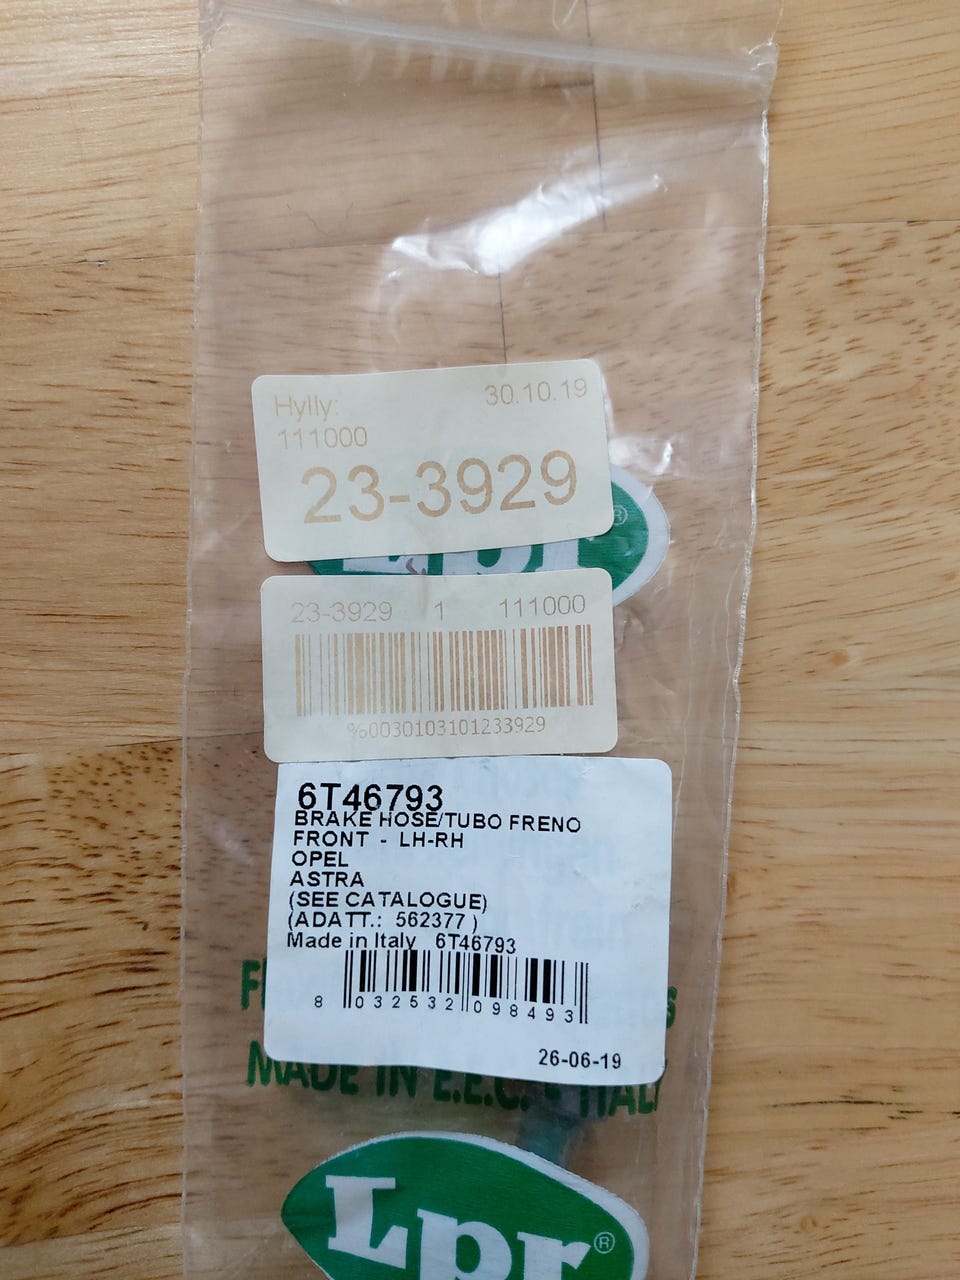 Hylly:
30.10.19
111000
23-3929
Lpr®
23-3929 1 111000
%0030103101233929
6T46793
BRAKE HOSE/TUBO FRENO
FRONT - LH-RH
OPEL
ASTRA
(SEE CATALOGUE)
(ADATT.: 562377 )
Made in Italy 6T46793
8 032532 098493
26-06-19
MADE IN E.E.C. - ITALY
Lpr®